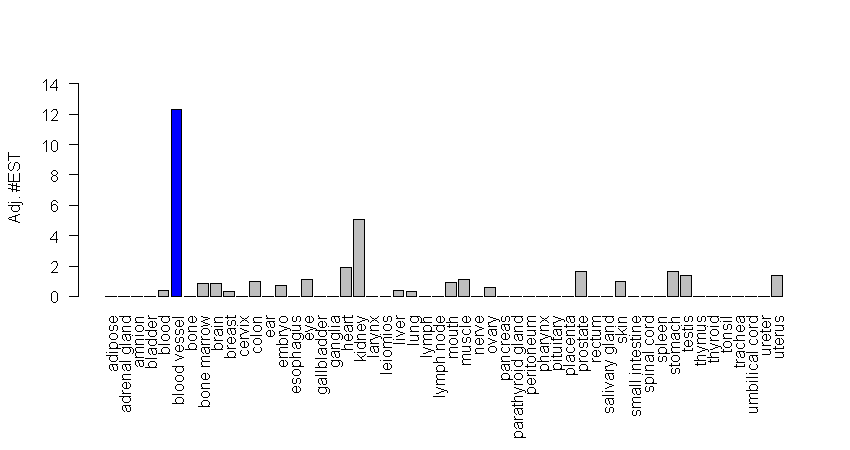 Adj. #EST
14
12
10
8
6
4
2
0
adipose
adrenal gland
amnion
bladder
blood
blood vessel
bone
bone marrow
brain
breast
cervix
colon
ear
embryo
esophagus
eye
gallbladder
ganglia
heart
kidney
larynx
leiomios
liver
lung
lymph
lymph node
mouth
muscle
nerve
ovary
pancreas
parathyroid gland
peritoneum
pharynx
pituitary
placenta
prostate
rectum
salivary gland
skin
small intestine
spinal cord
spleen
stomach
testis
thymus
thyroid
tonsil
trachea
umbilical cord
ureter
uterus